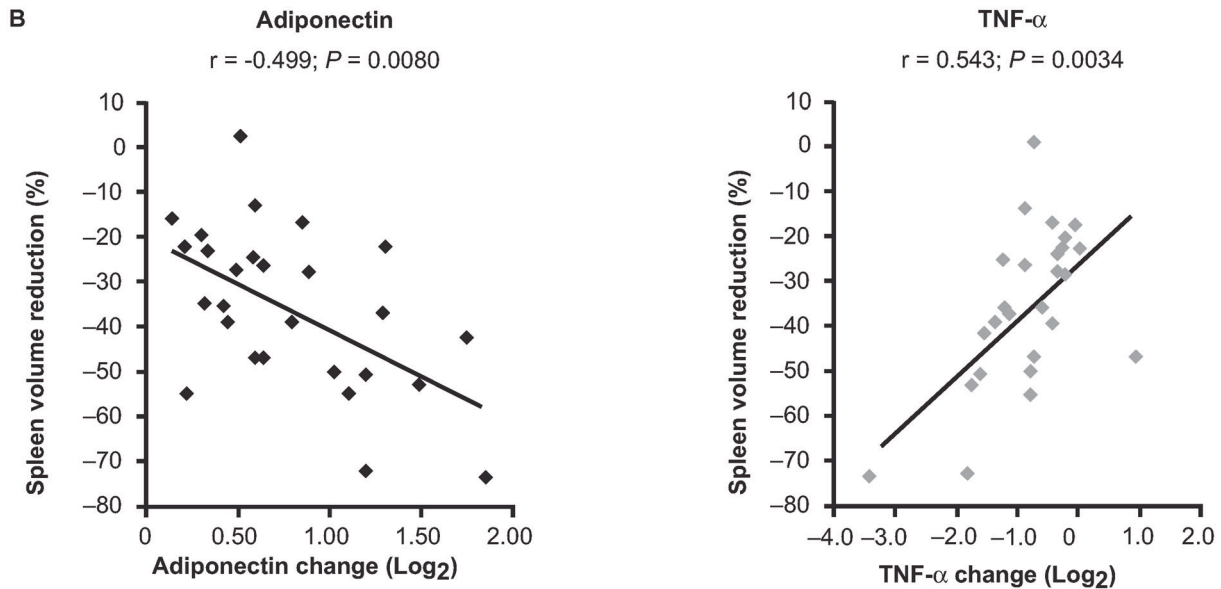 B
Adiponectin
r = -0.499; P = 0.0080
Spleen volume reduction (%)
10
0
–10
–20
–30
–40
–50
–60
–70
–80
0 0.50 1.00 1.50 2.00
Adiponectin change (Log2)
TNF-α
r = 0.543; P = 0.0034
Spleen volume reduction (%)
10
0
–10
–20
–30
–40
–50
–60
–70
–80
–4.0 –3.0 –2.0 –1.0 0 1.0 2.0
TNF-α change (Log2)